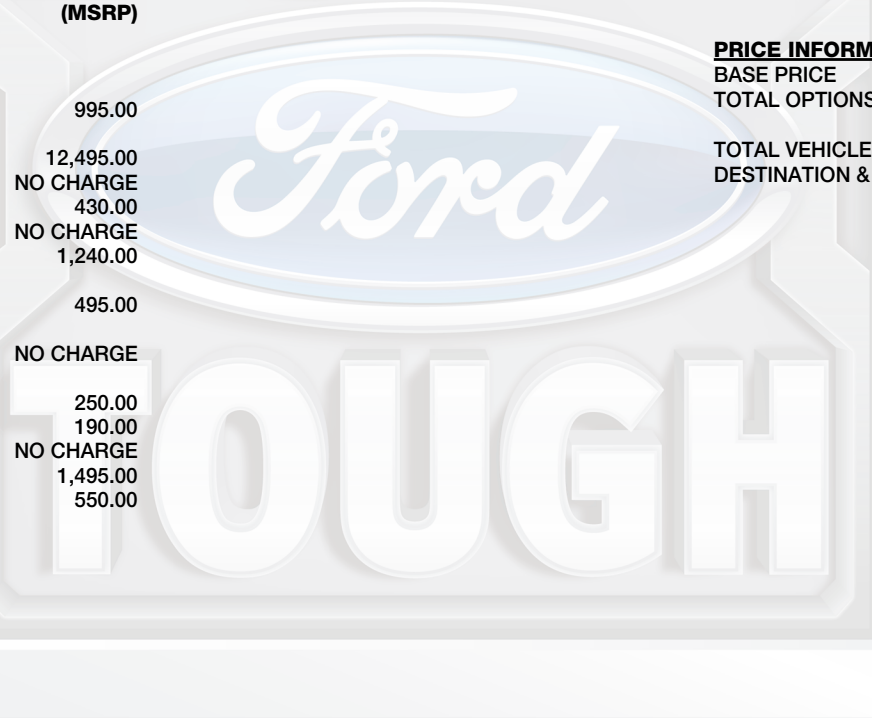 (MSRP)
995.00
12,495.00
NO CHARGE
430.00
NO CHARGE
1,240.00
495.00
NO CHARGE
250.00
190.00
NO CHARGE
1,495.00
550.00
PRICE INFORM
BASE PRICE
TOTAL OPTIONS
TOTAL VEHICLE
DESTINATION &
Ford
TOUGH